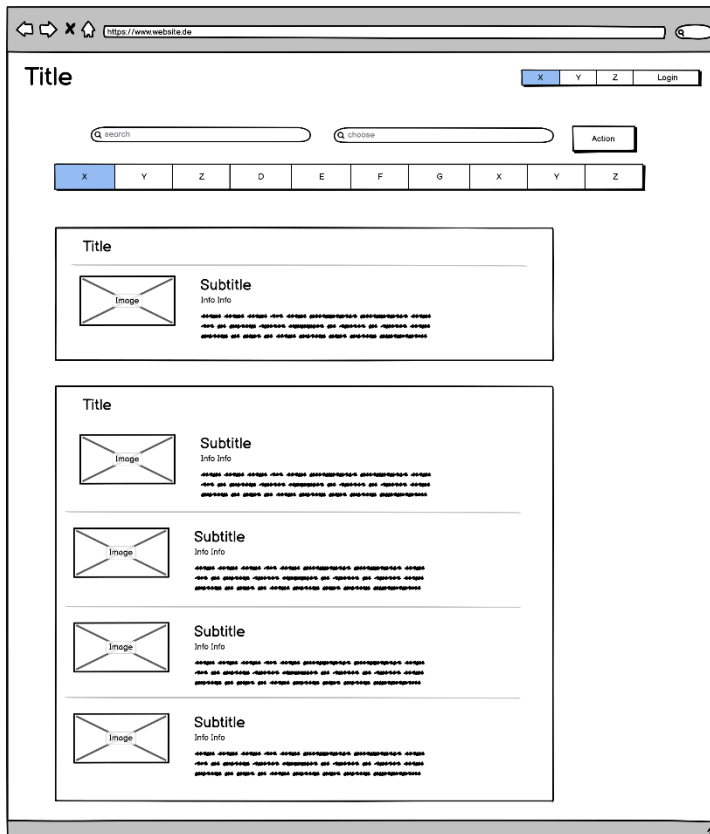 https://www.website.de
Title
X Y Z Login
search
choose
Action
X Y Z D E F G X Y Z
Title
Image
Subtitle
Info Info
Title
Image
Subtitle
Info Info
Image
Subtitle
Info Info
Image
Subtitle
Info Info
Image
Subtitle
Info Info